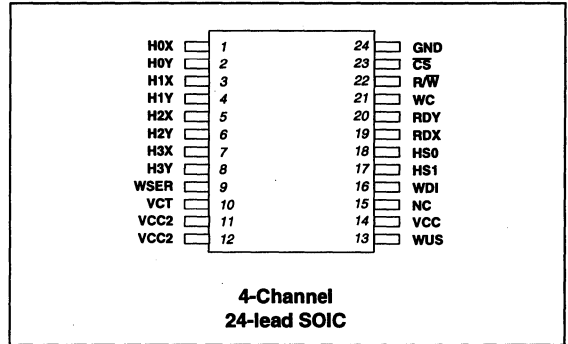 H0X 1 24 GND
H0Y 2 23 C̅S̅
H1X 3 22 R/W̅
H1Y 4 21 WC
H2X 5 20 RDY
H2Y 6 19 RDX
H3X 7 18 HS0
H3Y 8 17 HS1
WSER 9 16 WDI
VCT 10 15 NC
VCC2 11 14 VCC
VCC2 12 13 WUS
4-Channel
24-lead SOIC